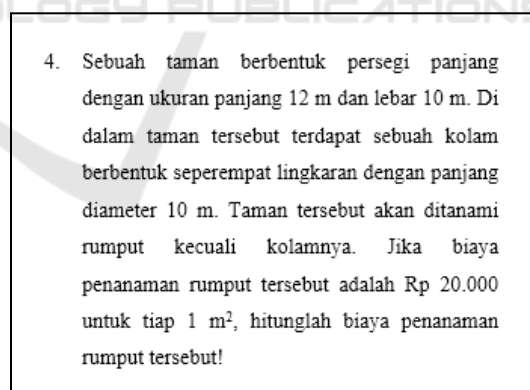 4. Sebuah taman berbentuk persegi panjang
dengan ukuran panjang 12 m dan lebar 10 m. Di
dalam taman tersebut terdapat sebuah kolam
berbentuk seperempat lingkaran dengan panjang
diameter 10 m. Taman tersebut akan ditanami
rumput kecuali kolamnya. Jika biaya
penanaman rumput tersebut adalah Rp 20.000
untuk tiap 1 m², hitunglah biaya penanaman
rumput tersebut!